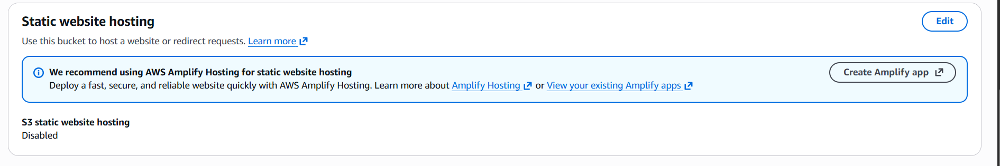 Static website hosting
Edit
Use this bucket to host a website or redirect requests. Learn more
We recommend using AWS Amplify Hosting for static website hosting
Create Amplify app
Deploy a fast, secure, and reliable website quickly with AWS Amplify Hosting. Learn more about Amplify Hosting or View your existing Amplify apps
S3 static website hosting
Disabled